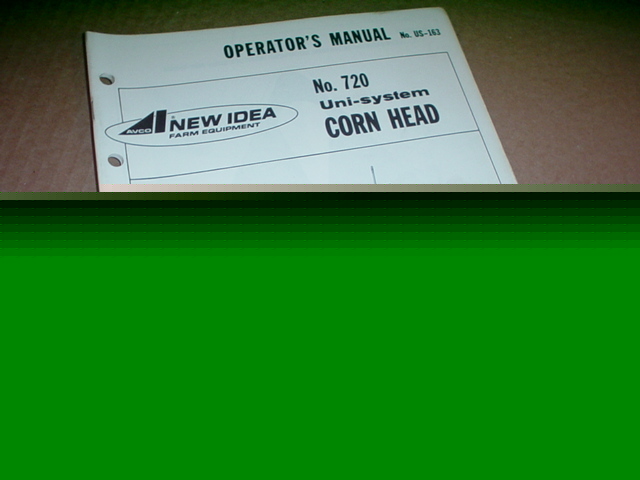 OPERATOR'S MANUAL No. US-163
No. 720
Uni-system
CORN HEAD
AVCO NEW IDEA
FARM EQUIPMENT